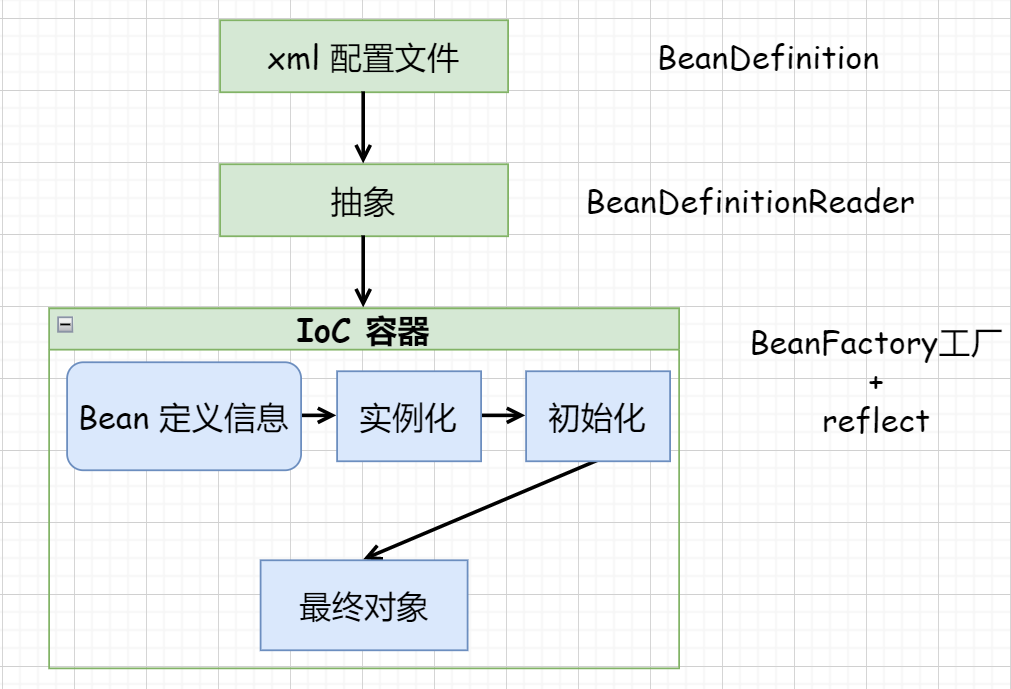 xml 配置文件
BeanDefinition
抽象
BeanDefinitionReader
IoC 容器
BeanFactory工厂
+
reflect
Bean 定义信息
实例化
初始化
最终对象